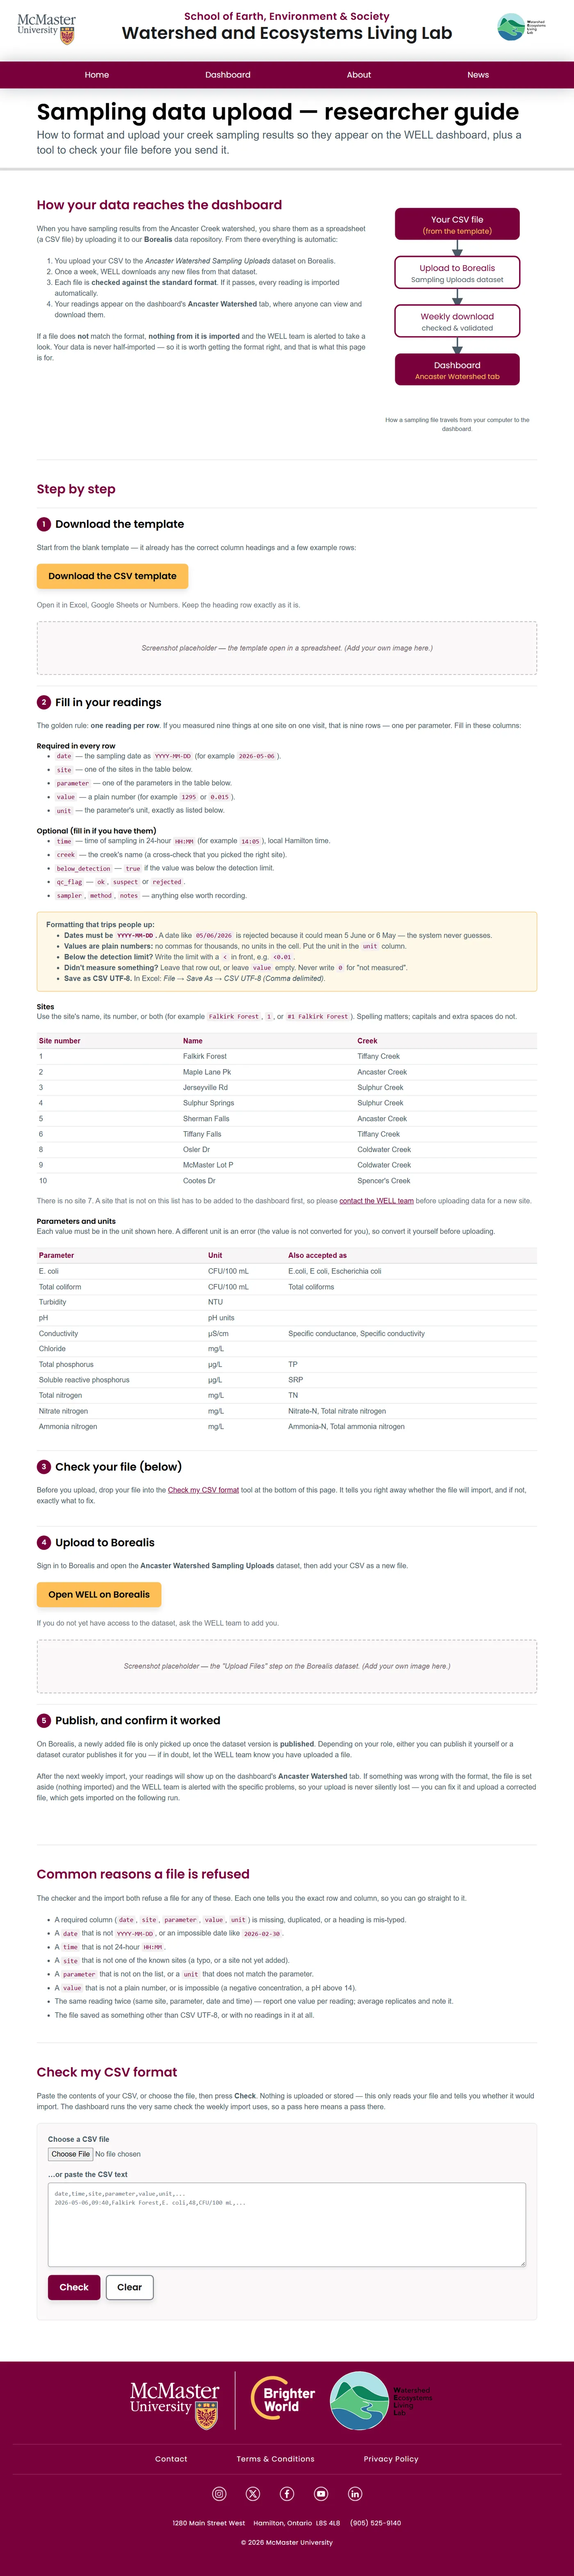 McMaster
University
School of Earth, Environment & Society
Watershed and Ecosystems Living Lab
Watershed
Ecosystems
Living
Lab
Home
Dashboard
About
News
Sampling data upload — researcher guide
How to format and upload your creek sampling results so they appear on the WELL dashboard, plus a
tool to check your file before you send it.
How your data reaches the dashboard
When you have sampling results from the Ancaster Creek watershed, you share them as a spreadsheet
(a CSV file) by uploading it to our Borealis data repository. From there everything is automatic:
1. You upload your CSV to the Ancaster Watershed Sampling Uploads dataset on Borealis.
2. Once a week, WELL downloads any new files from that dataset.
3. Each file is checked against the standard format. If it passes, every reading is imported
automatically.
4. Your readings appear on the dashboard's Ancaster Watershed tab, where anyone can view and
download them.
If a file does not match the format, nothing from it is imported and the WELL team is alerted to take a
look. Your data is never half-imported — so it is worth getting the format right, and that is what this page
is for.
Your CSV file
(from the template)
Upload to Borealis
Sampling Uploads dataset
Weekly download
checked & validated
Dashboard
Ancaster Watershed tab
How a sampling file travels from your computer to the
dashboard.
Step by step
1 Download the template
Start from the blank template — it already has the correct column headings and a few example rows:
Download the CSV template
Open it in Excel, Google Sheets or Numbers. Keep the heading row exactly as it is.
Screenshot placeholder — the template open in a spreadsheet. (Add your own image here.)
2 Fill in your readings
The golden rule: one reading per row. If you measured nine things at one site on one visit, that is nine rows — one per parameter. Fill in these columns:
Required in every row
• date — the sampling date as YYYY-MM-DD (for example 2026-05-06).
• site — one of the sites in the table below.
• parameter — one of the parameters in the table below.
• value — a plain number (for example 1295 or 0.015).
• unit — the parameter's unit, exactly as listed below.
Optional (fill in if you have them)
• time — time of sampling in 24-hour HH:MM (for example 14:05), local Hamilton time.
• creek — the creek's name (a cross-check that you picked the right site).
• below_detection — true if the value was below the detection limit.
• qc_flag — ok, suspect or rejected.
• sampler, method, notes — anything else worth recording.
Formatting that trips people up:
• Dates must be YYYY-MM-DD. A date like 05/06/2026 is rejected because it could mean 5 June or 6 May — the system never guesses.
• Values are plain numbers: no commas for thousands, no units in the cell. Put the unit in the unit column.
• Below the detection limit? Write the limit with a < in front, e.g. <0.01.
• Didn't measure something? Leave that row out, or leave value empty. Never write 0 for "not measured".
• Save as CSV UTF-8. In Excel: File → Save As → CSV UTF-8 (Comma delimited).
Sites
Use the site's name, its number, or both (for example Falkirk Forest, 1, or #1 Falkirk Forest). Spelling matters; capitals and extra spaces do not.
Site number Name Creek
1 Falkirk Forest Tiffany Creek
2 Maple Lane Pk Ancaster Creek
3 Jerseyville Rd Sulphur Creek
4 Sulphur Springs Sulphur Creek
5 Sherman Falls Ancaster Creek
6 Tiffany Falls Tiffany Creek
8 Osler Dr Coldwater Creek
9 McMaster Lot P Coldwater Creek
10 Cootes Dr Spencer's Creek
There is no site 7. A site that is not on this list has to be added to the dashboard first, so please contact the WELL team before uploading data for a new site.
Parameters and units
Each value must be in the unit shown here. A different unit is an error (the value is not converted for you), so convert it yourself before uploading.
Parameter Unit Also accepted as
E. coli CFU/100 mL E.coli, E coli, Escherichia coli
Total coliform CFU/100 mL Total coliforms
Turbidity NTU
pH pH units
Conductivity µS/cm Specific conductance, Specific conductivity
Chloride mg/L
Total phosphorus µg/L TP
Soluble reactive phosphorus µg/L SRP
Total nitrogen mg/L TN
Nitrate nitrogen mg/L Nitrate-N, Total nitrate nitrogen
Ammonia nitrogen mg/L Ammonia-N, Total ammonia nitrogen
3 Check your file (below)
Before you upload, drop your file into the Check my CSV format tool at the bottom of this page. It tells you right away whether the file will import, and if not,
exactly what to fix.
4 Upload to Borealis
Sign in to Borealis and open the Ancaster Watershed Sampling Uploads dataset, then add your CSV as a new file.
Open WELL on Borealis
If you do not yet have access to the dataset, ask the WELL team to add you.
Screenshot placeholder — the "Upload Files" step on the Borealis dataset. (Add your own image here.)
5 Publish, and confirm it worked
On Borealis, a newly added file is only picked up once the dataset version is published. Depending on your role, either you can publish it yourself or a
dataset curator publishes it for you — if in doubt, let the WELL team know you have uploaded a file.
After the next weekly import, your readings will show up on the dashboard's Ancaster Watershed tab. If something was wrong with the format, the file is set
aside (nothing imported) and the WELL team is alerted with the specific problems, so your upload is never silently lost — you can fix it and upload a corrected
file, which gets imported on the following run.
Common reasons a file is refused
The checker and the import both refuse a file for any of these. Each one tells you the exact row and column, so you can go straight to it.
• A required column (date, site, parameter, value, unit) is missing, duplicated, or a heading is mis-typed.
• A date that is not YYYY-MM-DD, or an impossible date like 2026-02-30.
• A time that is not 24-hour HH:MM.
• A site that is not one of the known sites (a typo, or a site not yet added).
• A parameter that is not on the list, or a unit that does not match the parameter.
• A value that is not a plain number, or is impossible (a negative concentration, a pH above 14).
• The same reading twice (same site, parameter, date and time) — report one value per reading; average replicates and note it.
• The file saved as something other than CSV UTF-8, or with no readings in it at all.
Check my CSV format
Paste the contents of your CSV, or choose the file, then press Check. Nothing is uploaded or stored — this only reads your file and tells you whether it would
import. The dashboard runs the very same check the weekly import uses, so a pass here means a pass there.
Choose a CSV file
Choose File No file chosen
…or paste the CSV text
date,time,site,parameter,value,unit,...
2026-05-06,09:40,Falkirk Forest,E. coli,48,CFU/100 mL,...
Check
Clear
McMaster
University
Brighter
World
Watershed
Ecosystems
Living
Lab
Contact
Terms & Conditions
Privacy Policy
1280 Main Street West Hamilton, Ontario L8S 4L8 (905) 525-9140
© 2026 McMaster University